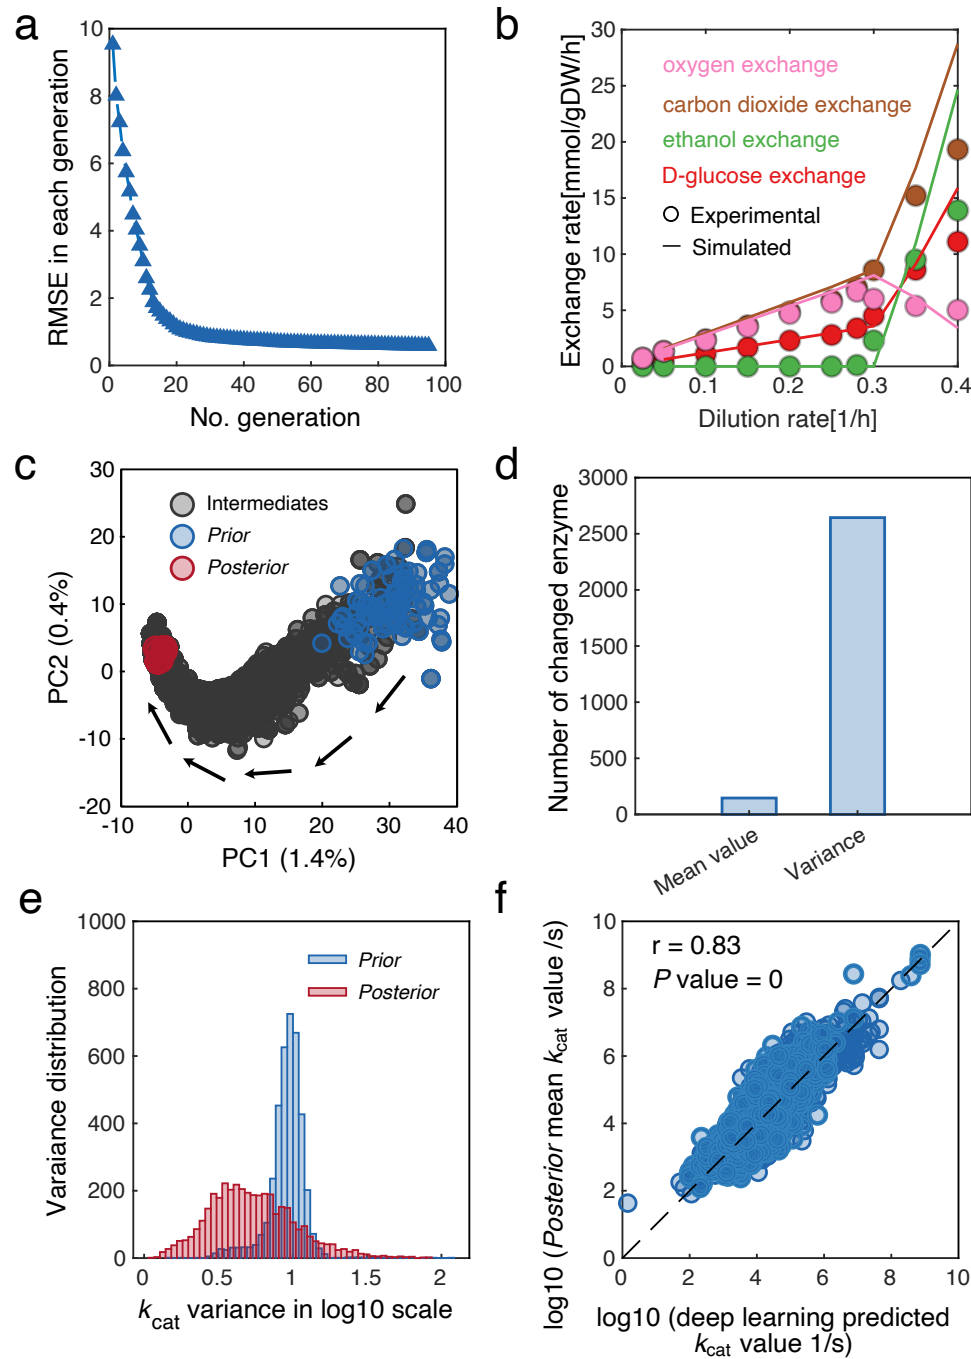 a
RMSE in each generation
10
8
6
4
2
0
0
20
40
60
80
100
No. generation
b
Exchange rate[mmol/gDW/h]
30
25
20
15
10
5
0
oxygen exchange
carbon dioxide exchange
ethanol exchange
D-glucose exchange
Experimental
Simulated
0
0.1
0.2
0.3
0.4
Dilution rate[1/h]
c
PC2 (0.4%)
30
20
10
0
-10
-20
Intermediates
Prior
Posterior
-10
0
10
20
30
40
PC1 (1.4%)
d
Number of changed enzyme
3000
2500
2000
1500
1000
500
0
Mean value
Variance
e
Varaiance distribution
1000
800
600
400
200
0
Prior
Posterior
0
0.5
1
1.5
2
kcat variance in log10 scale
f
log10 (Posterior mean kcat value /s)
10
8
6
4
2
0
r = 0.83
P value = 0
0
2
4
6
8
10
log10 (deep learning predicted
kcat value 1/s)